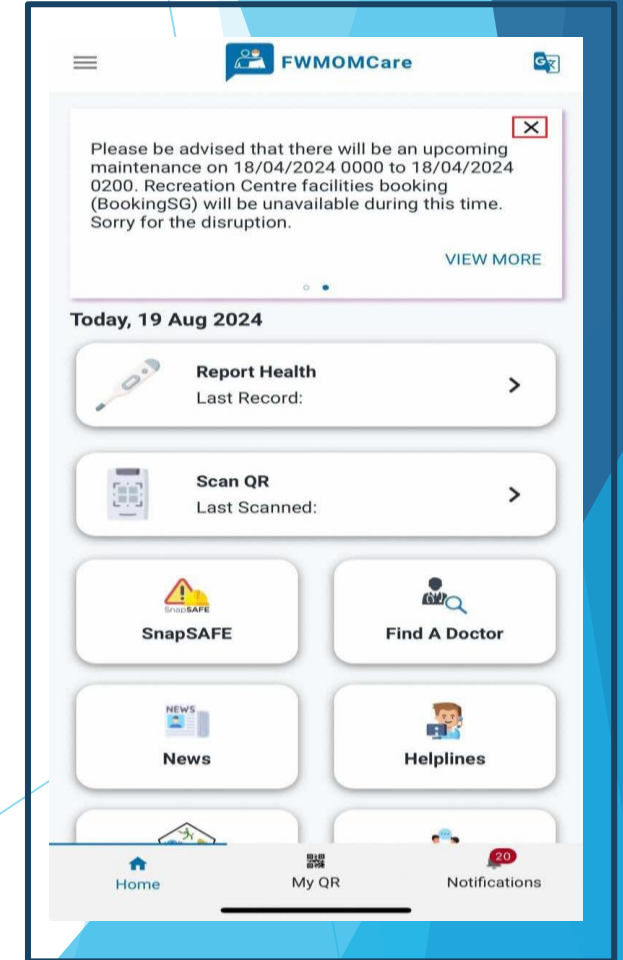 FWMOMCare
Please be advised that there will be an upcoming
maintenance on 18/04/2024 0000 to 18/04/2024
0200. Recreation Centre facilities booking
(BookingSG) will be unavailable during this time.
Sorry for the disruption.
VIEW MORE
Today, 19 Aug 2024
Report Health
Last Record:
Scan QR
Last Scanned:
SnapSAFE
SnapSAFE
Find A Doctor
NEWS
News
Helplines
20
Home
My QR
Notifications